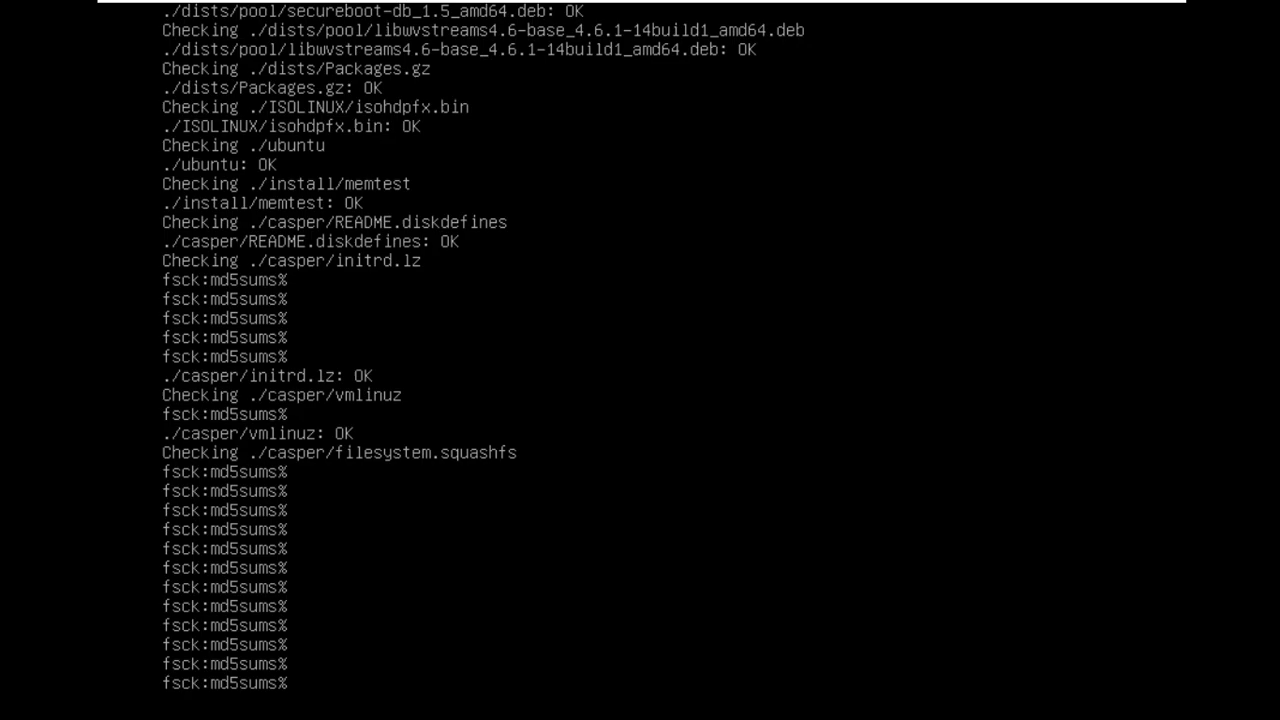 ./dists/pool/secureboot-db_1.5_amd64.deb: OK
Checking ./dists/pool/libwvstreams4.6-base_4.6.1-14build1_amd64.deb
./dists/pool/libwvstreams4.6-base_4.6.1-14build1_amd64.deb: OK
Checking ./dists/Packages.gz
./dists/Packages.gz: OK
Checking ./ISOLINUX/isohdpfx.bin
./ISOLINUX/isohdpfx.bin: OK
Checking ./ubuntu
./ubuntu: OK
Checking ./install/memtest
./install/memtest: OK
Checking ./casper/README.diskdefines
./casper/README.diskdefines: OK
Checking ./casper/initrd.lz
fsck:md5sums%
fsck:md5sums%
fsck:md5sums%
fsck:md5sums%
fsck:md5sums%
./casper/initrd.lz: OK
Checking ./casper/vmlinuz
fsck:md5sums%
./casper/vmlinuz: OK
Checking ./casper/filesystem.squashfs
fsck:md5sums%
fsck:md5sums%
fsck:md5sums%
fsck:md5sums%
fsck:md5sums%
fsck:md5sums%
fsck:md5sums%
fsck:md5sums%
fsck:md5sums%
fsck:md5sums%
fsck:md5sums%
fsck:md5sums%